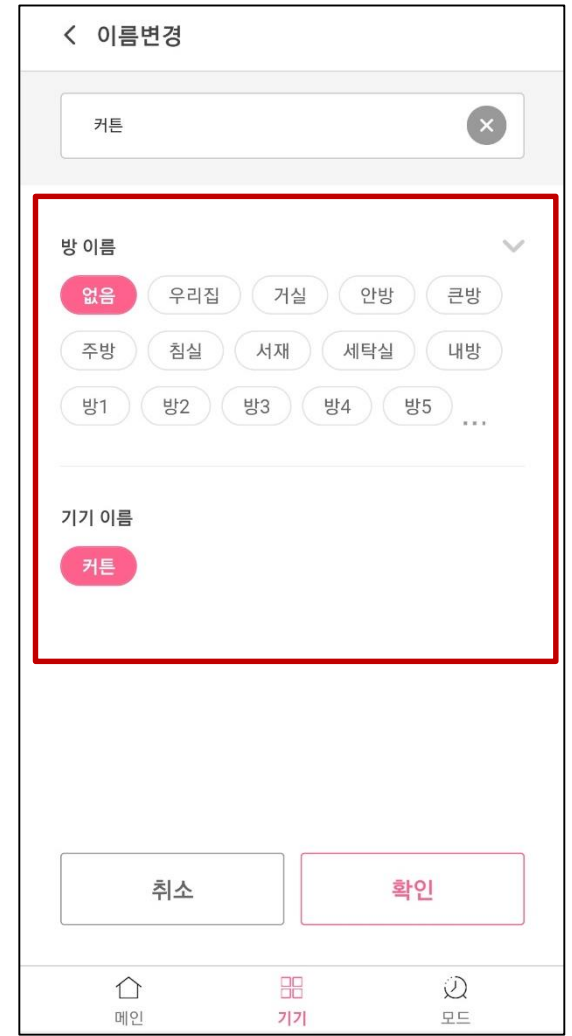 이름변경
커튼
방 이름
없음 우리집 거실 안방 큰방
주방 침실 서재 세탁실 내방
방1 방2 방3 방4 방5 ...
기기 이름
커튼
취소 확인
메인 기기 모드